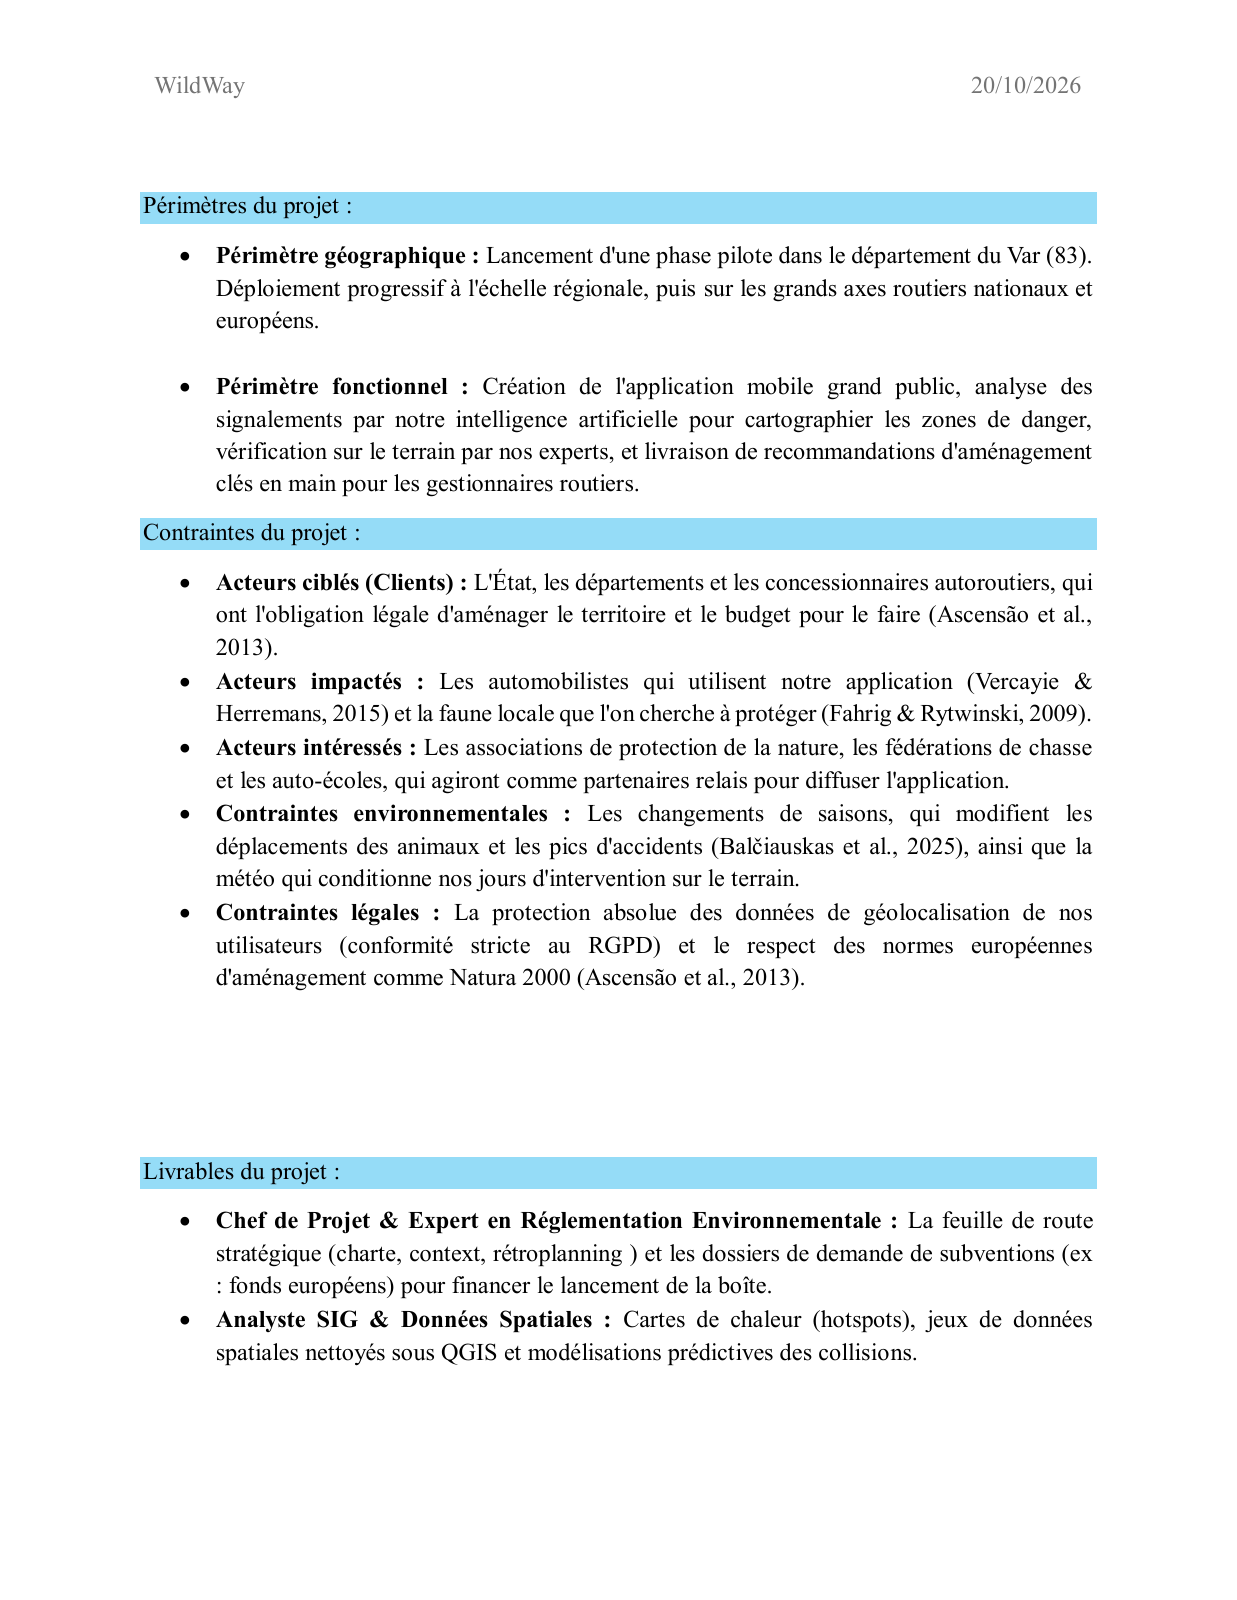 WildWay 20/10/2026
Périmètres du projet :
• Périmètre géographique : Lancement d'une phase pilote dans le département du Var (83).
Déploiement progressif à l'échelle régionale, puis sur les grands axes routiers nationaux et
européens.
• Périmètre fonctionnel : Création de l'application mobile grand public, analyse des
signalements par notre intelligence artificielle pour cartographier les zones de danger,
vérification sur le terrain par nos experts, et livraison de recommandations d'aménagement
clés en main pour les gestionnaires routiers.
Contraintes du projet :
• Acteurs ciblés (Clients) : L'État, les départements et les concessionnaires autoroutiers, qui
ont l'obligation légale d'aménager le territoire et le budget pour le faire (Ascensão et al.,
2013).
• Acteurs impactés : Les automobilistes qui utilisent notre application (Vercayie &
Herremans, 2015) et la faune locale que l'on cherche à protéger (Fahrig & Rytwinski, 2009).
• Acteurs intéressés : Les associations de protection de la nature, les fédérations de chasse
et les auto-écoles, qui agiront comme partenaires relais pour diffuser l'application.
• Contraintes environnementales : Les changements de saisons, qui modifient les
déplacements des animaux et les pics d'accidents (Balčiauskas et al., 2025), ainsi que la
météo qui conditionne nos jours d'intervention sur le terrain.
• Contraintes légales : La protection absolue des données de géolocalisation de nos
utilisateurs (conformité stricte au RGPD) et le respect des normes européennes
d'aménagement comme Natura 2000 (Ascensão et al., 2013).
Livrables du projet :
• Chef de Projet & Expert en Réglementation Environnementale : La feuille de route
stratégique (charte, context, rétroplanning ) et les dossiers de demande de subventions (ex
: fonds européens) pour financer le lancement de la boîte.
• Analyste SIG & Données Spatiales : Cartes de chaleur (hotspots), jeux de données
spatiales nettoyés sous QGIS et modélisations prédictives des collisions.